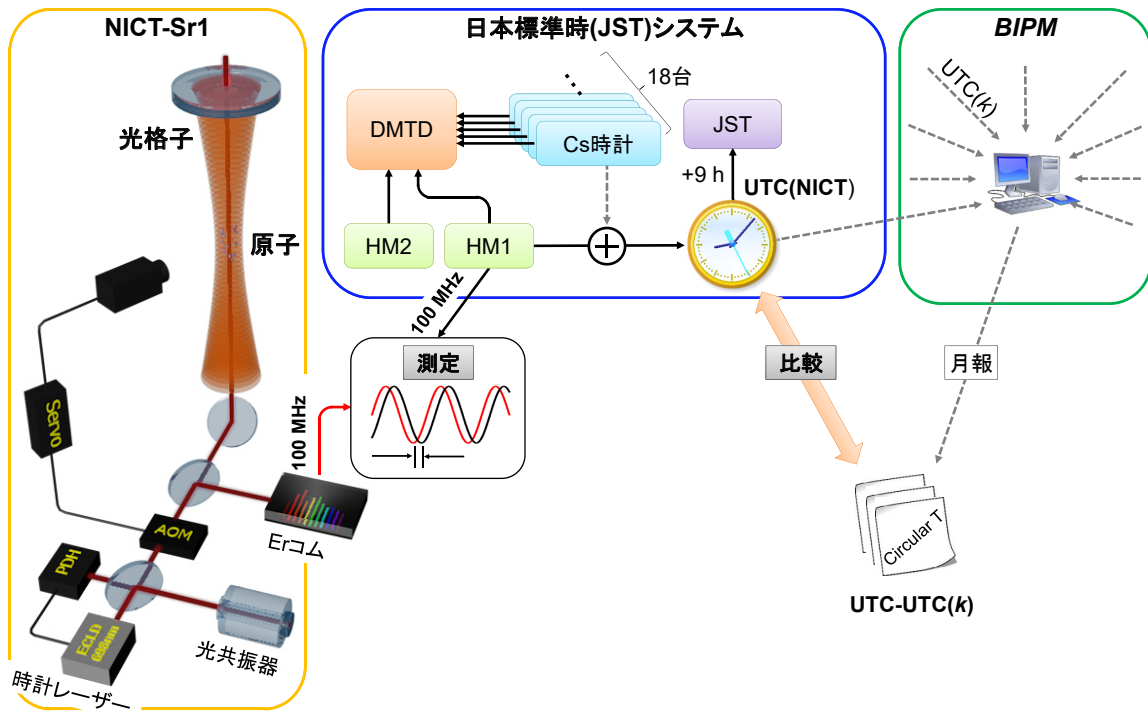 NICT-Sr1
光格子
原子
Servo
AOM
PDH
ECLD
698nm
時計レーザー
光共振器
Erコム
100 MHz
日本標準時(JST)システム
18台
DMTD
Cs時計
JST
+9 h
UTC(NICT)
HM2
HM1
100 MHz
測定
比較
BIPM
UTC(k)
月報
Circular T
UTC-UTC(k)